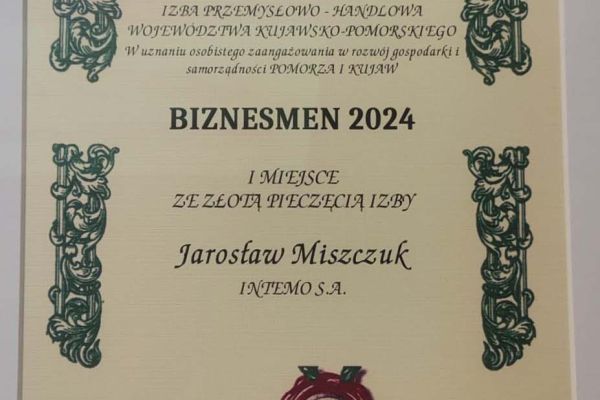 IZBA PRZEMYSŁOWO - HANDLOWA
WOJEWÓDZTWA KUJAWSKO-POMORSKIEGO
W uznaniu osobistego zaangażowania w rozwój gospodarki i
samorządności POMORZA I KUJAW
BIZNESMEN 2024
I MIEJSCE
ZE ZŁOTĄ PIECZĘCIĄ IZBY
Jarosław Miszczuk
INTEMO S.A.